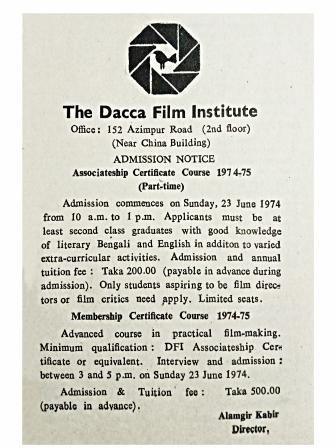 The Dacca Film Institute
Office: 152 Azimpur Road (2nd floor)
(Near China Building)
ADMISSION NOTICE
Associateship Certificate Course 1974-75
(Part-time)
Admission commences on Sunday, 23 June 1974
from 10 a.m. to 1 p.m. Applicants must be at
least second class graduates with good knowledge
of literary Bengali and English in additon to varied
extra-curricular activities. Admission and annual
tuition fee : Taka 200.00 (payable in advance during
admission). Only students aspiring to be film direc-
tors or film critics need apply. Limited seats.
Membership Certificate Course 1974-75
Advanced course in practical film-making.
Minimum qualification : DFI Associateship Cer-
tificate or equivalent. Interview and admission :
between 3 and 5 p.m. on Sunday 23 June 1974.
Admission & Tuition fee : Taka 500.00
(payable in advance).
Alamgir Kabir
Director,